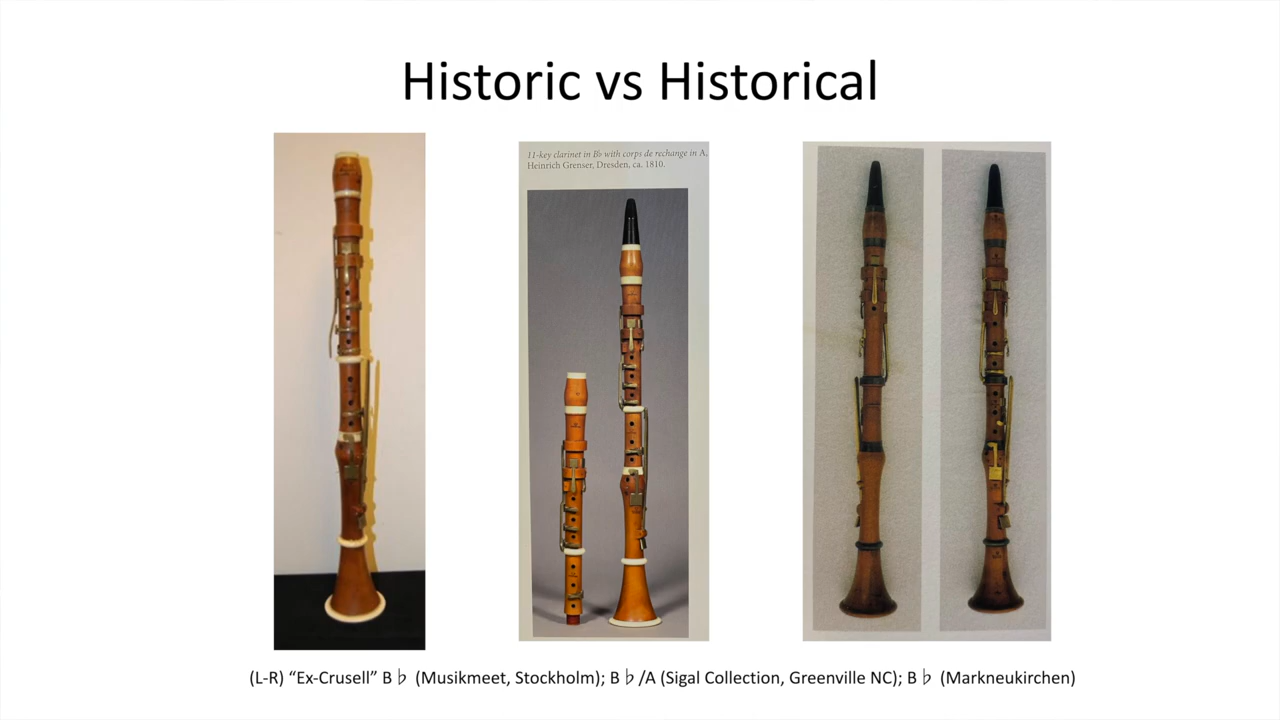 Historic vs Historical
11-key clarinet in B♭ with corps de rechange in A,
Heinrich Grenser, Dresden, ca. 1810.
(L-R) “Ex-Crusell” B♭ (Musikmeet, Stockholm); B♭/A (Sigal Collection, Greenville NC); B♭ (Markneukirchen)